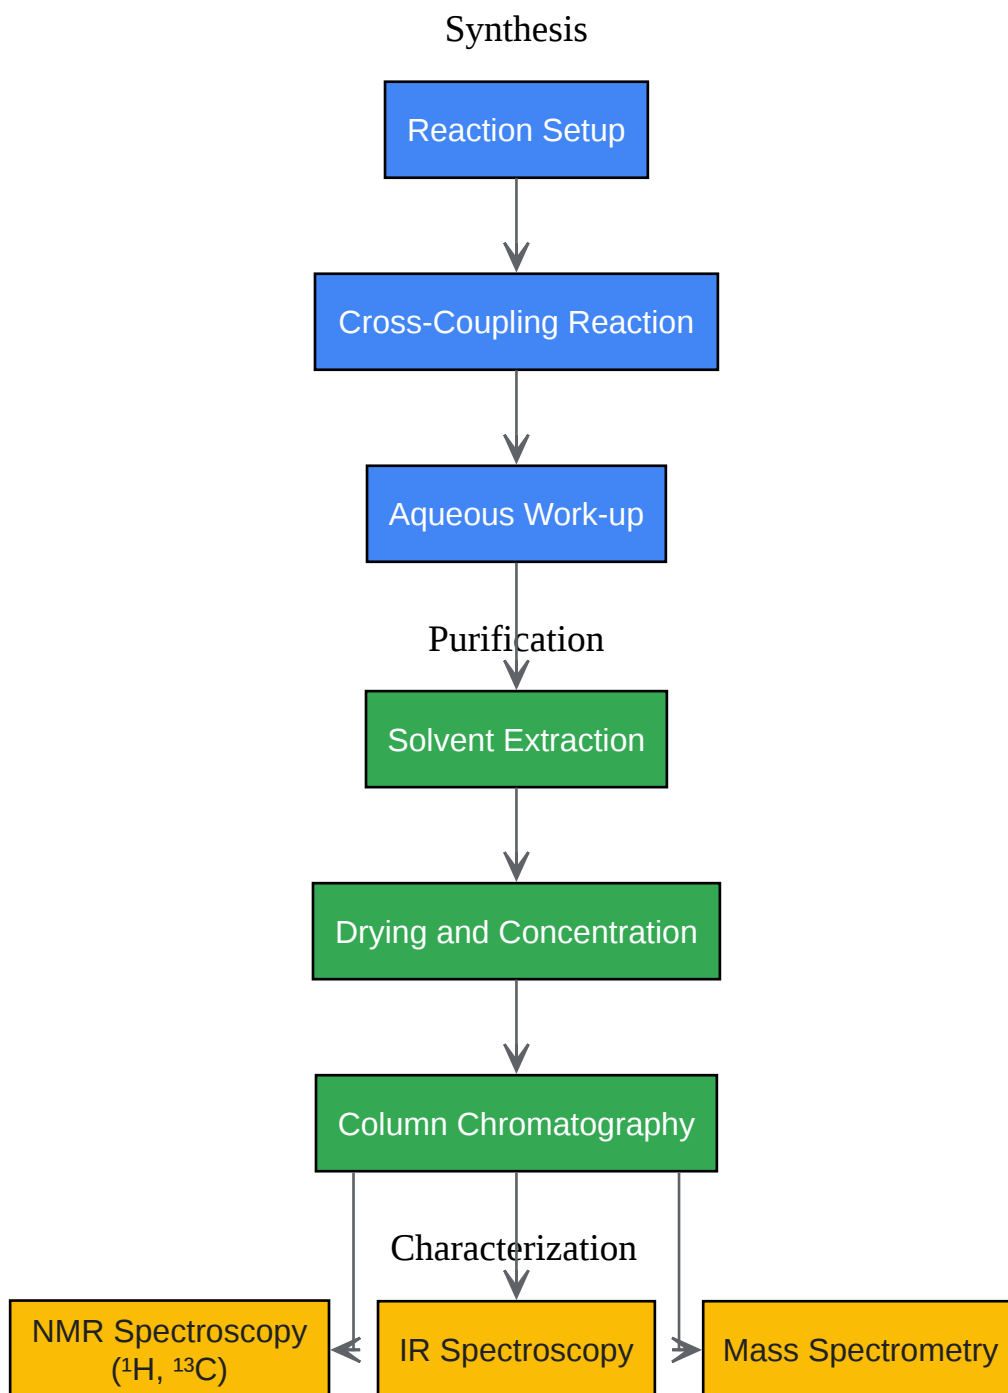 Synthesis
Reaction Setup
Cross-Coupling Reaction
Aqueous Work-up
Purification
Solvent Extraction
Drying and Concentration
Column Chromatography
Characterization
NMR Spectroscopy
(¹H, ¹³C)
IR Spectroscopy
Mass Spectrometry